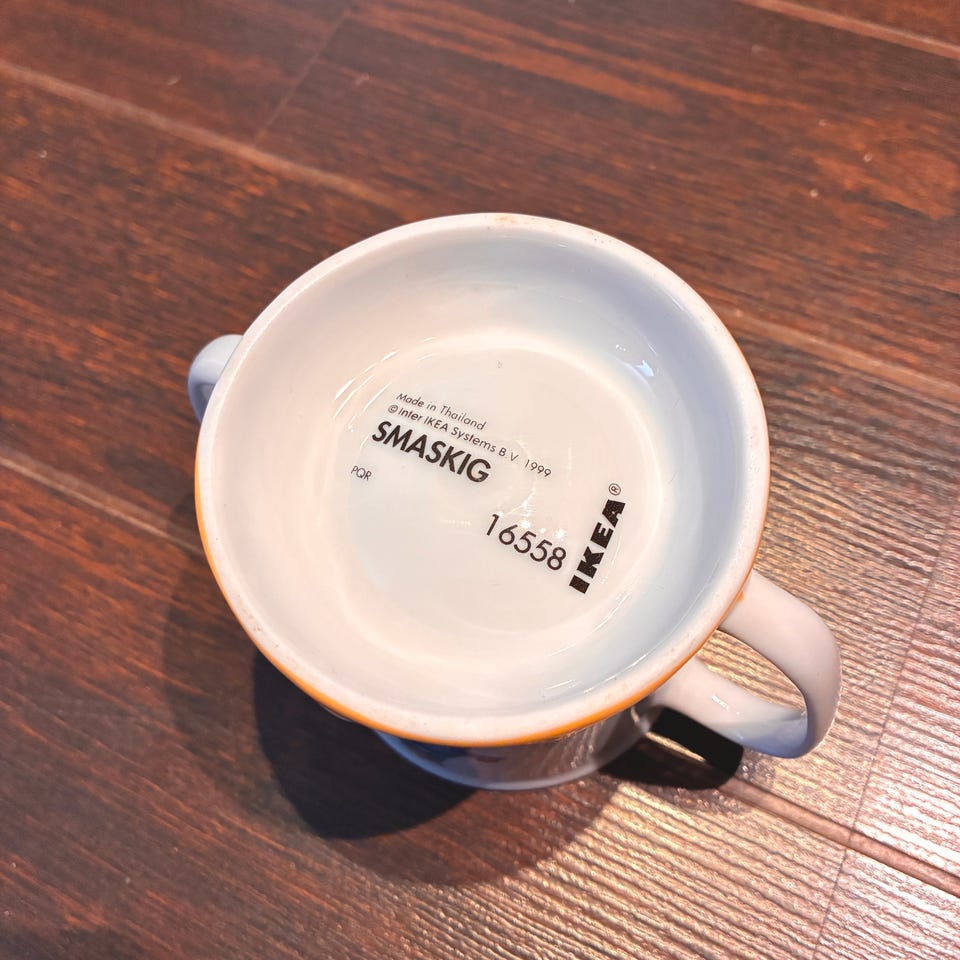 Made in Thailand
©Inter IKEA Systems B.V. 1999
SMASKIG
PQR
16558
IKEA®